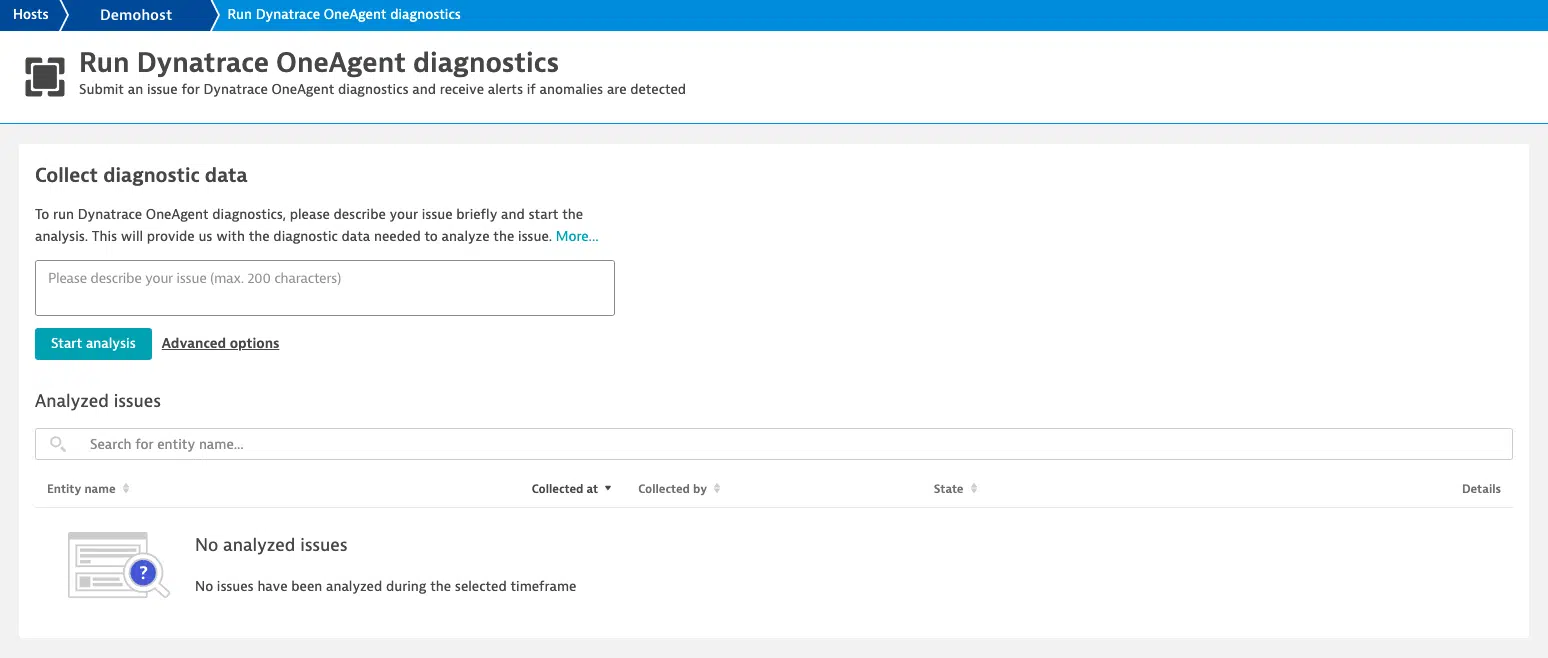 Hosts
Demohost
Run Dynatrace OneAgent diagnostics
Run Dynatrace OneAgent diagnostics
Submit an issue for Dynatrace OneAgent diagnostics and receive alerts if anomalies are detected
Collect diagnostic data
To run Dynatrace OneAgent diagnostics, please describe your issue briefly and start the
analysis. This will provide us with the diagnostic data needed to analyze the issue. More...
Please describe your issue (max. 200 characters)
Start analysis
Advanced options
Analyzed issues
Search for entity name...
Entity name
Collected at
Collected by
State
Details
?
No analyzed issues
No issues have been analyzed during the selected timeframe